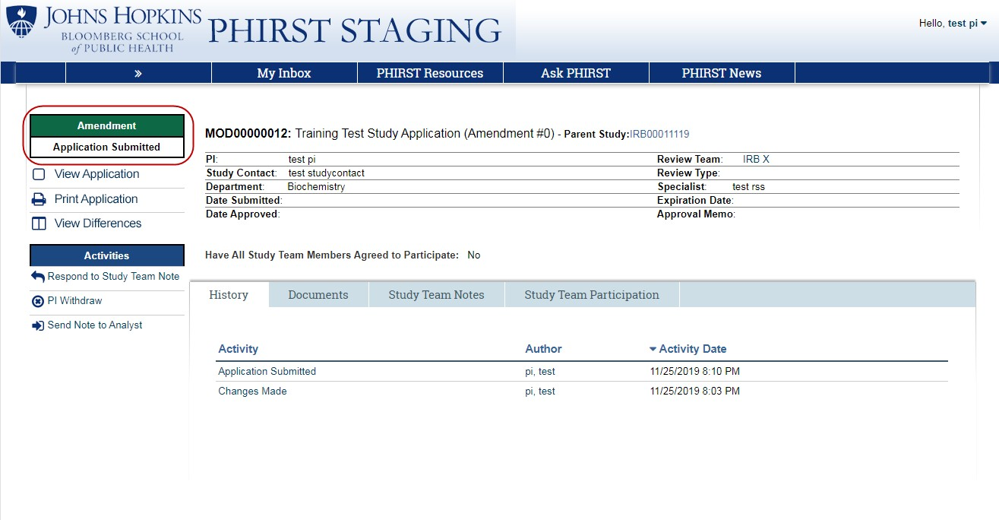 JOHNS HOPKINS
BLOOMBERG SCHOOL
of PUBLIC HEALTH
PHIRST STAGING
Hello, test pi
» My Inbox PHIRST Resources Ask PHIRST PHIRST News
Amendment
Application Submitted
View Application
Print Application
View Differences
Activities
Respond to Study Team Note
PI Withdraw
Send Note to Analyst
MOD00000012: Training Test Study Application (Amendment #0) - Parent Study:IRB00011119
PI: test pi Review Team: IRB X
Study Contact: test studycontact Review Type:
Department: Biochemistry Specialist: test rss
Date Submitted: Expiration Date:
Date Approved: Approval Memo:
Have All Study Team Members Agreed to Participate: No
History Documents Study Team Notes Study Team Participation
Activity Author Activity Date
Application Submitted pi, test 11/25/2019 8:10 PM
Changes Made pi, test 11/25/2019 8:03 PM